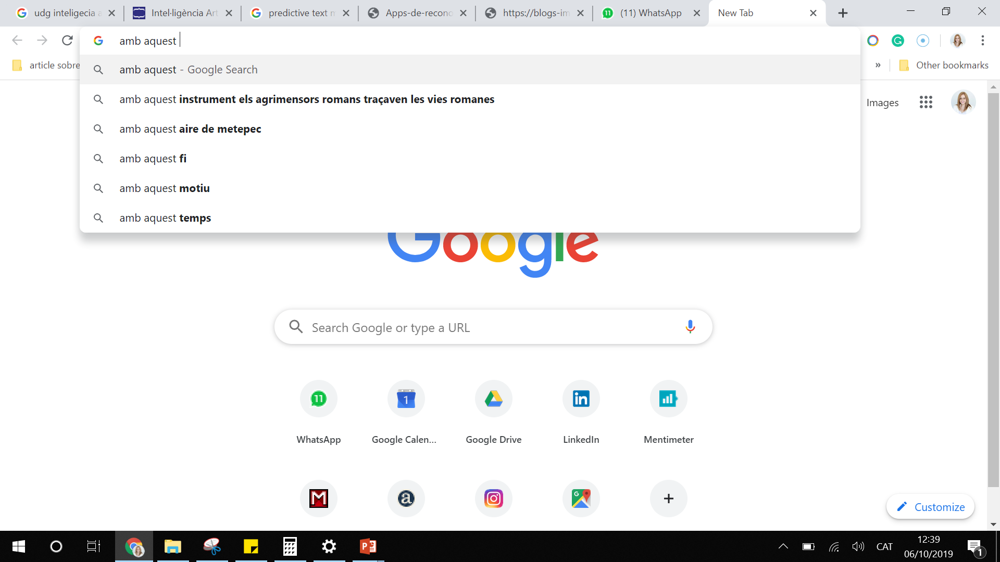 udg inteligecia a
Intel·ligència Art
predictive text m
Apps-de-recono
https://blogs-im
(11) WhatsApp
New Tab
amb aquest
article sobre
Other bookmarks
amb aquest - Google Search
amb aquest instrument els agrimensors romans traçaven les vies romanes
amb aquest aire de metepec
amb aquest fi
amb aquest motiu
amb aquest temps
Images
Google
Search Google or type a URL
11
1
in
WhatsApp
Google Calen...
Google Drive
LinkedIn
Mentimeter
M
a
G
Customize
CAT
12:39
06/10/2019
1